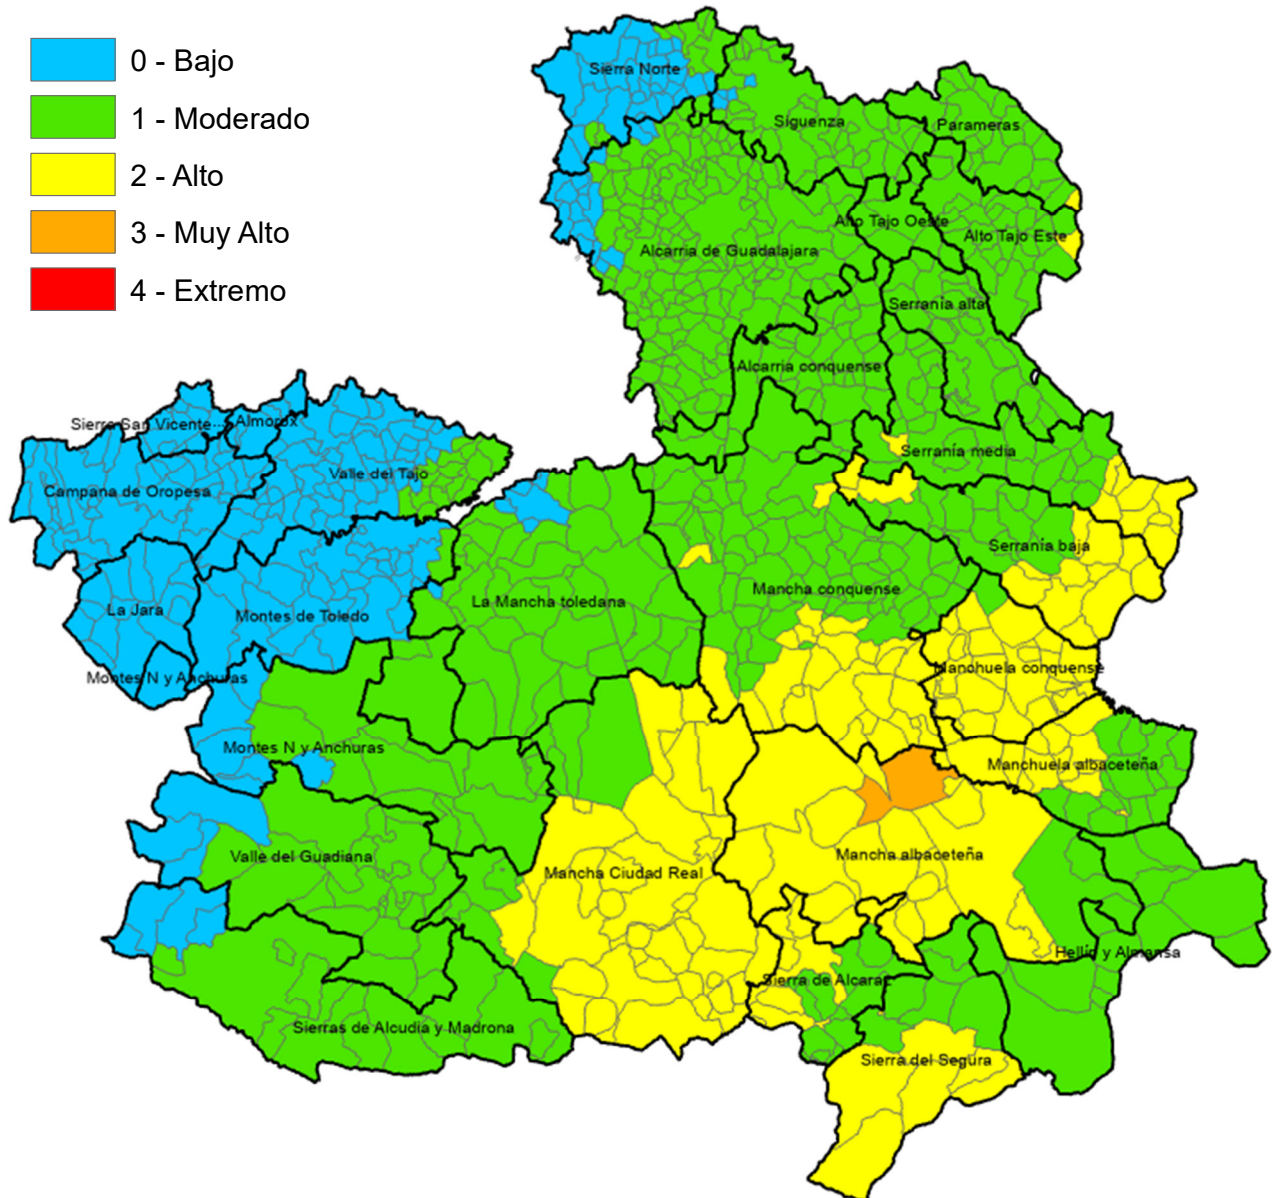 0 - Bajo
1 - Moderado
2 - Alto
3 - Muy Alto
4 - Extremo
Sierra Norte
Siguenza
Parameras
Alto Tajo Oeste
Alto Tajo Este
Alcarria de Guadalajara
Serranía alta
Alcarria conquense
Sierra San Vicente...
Almorox
Serranía media
Valle del Tajo
Campana de Oropesa
Serranía baja
Mancha conquense
La Mancha toledana
La Jara
Montes de Toledo
Manchuela conquense
Montes N y Anchuras
Montes N y Anchuras
Manchuela albaceteña
Mancha albaceteña
Valle del Guadiana
Mancha Ciudad Real
Hellín y Almansa
Sierra de Alcaraz
Sierras de Alcudia y Madrona
Sierra del Segura